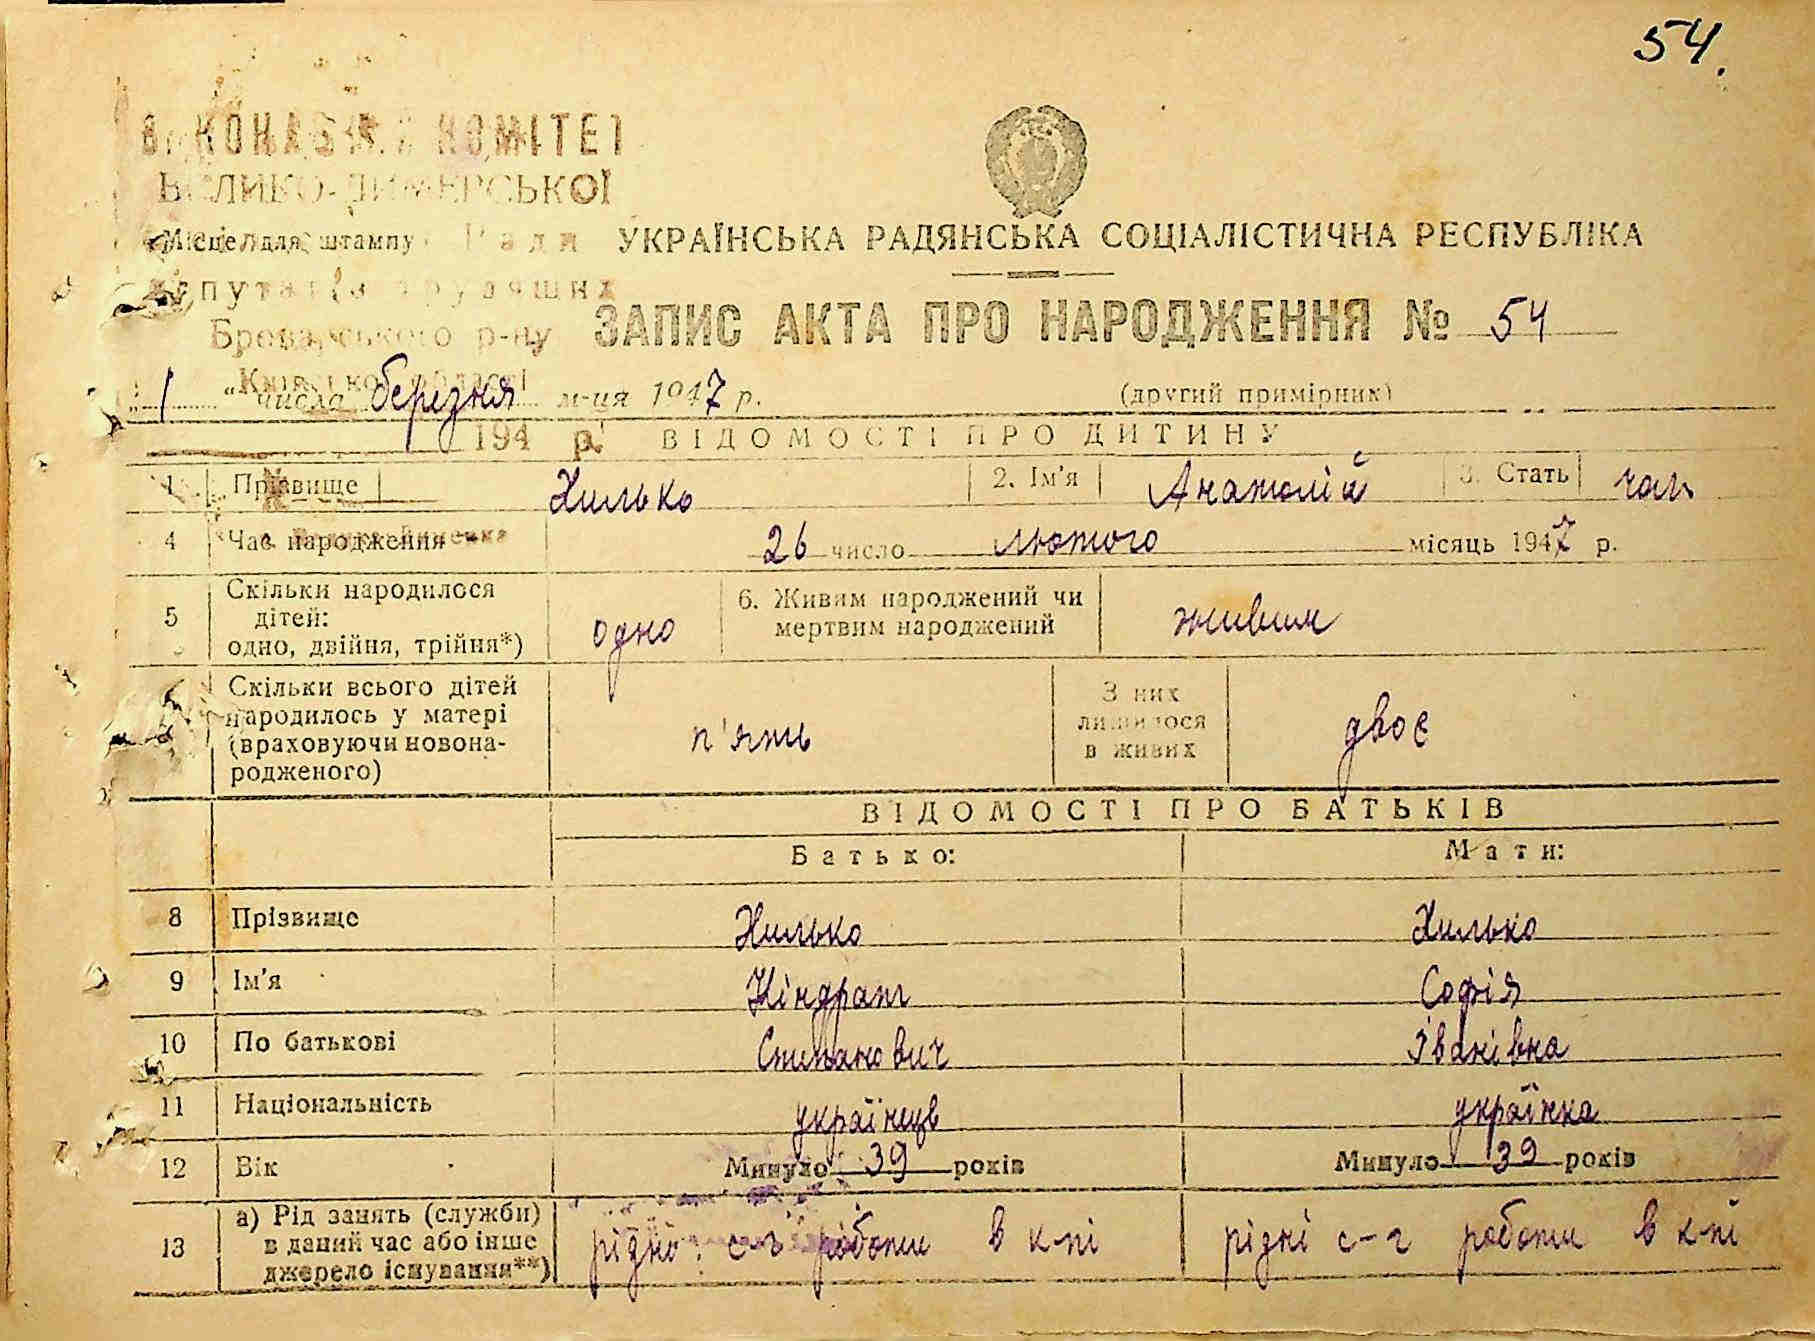 54.
ВИКОНАВЧИЙ КОМІТЕТ
ВЕЛИКО-ДИМЕРСЬКОЇ
Місце для штампу Ради
УКРАЇНСЬКА РАДЯНСЬКА СОЦІАЛІСТИЧНА РЕСПУБЛІКА
депутатів трудящих
Броварського р-ну
ЗАПИС АКТА ПРО НАРОДЖЕННЯ № 54
Київської області
„1“ числа березня м-ця 1947 р.
(другий примірник)
194 р.
ВІДОМОСТІ ПРО ДИТИНУ
1 Прізвище Хилько 2. Ім'я Анатолій 3. Стать чол
4 Час народження 26 число лютого місяць 1947 р.
5 Скільки народилося дітей: одно, двійня, трійня*) одно 6. Живим народжений чи мертвим народжений живим
Скільки всього дітей народилось у матері (враховуючи новонародженого) п'ять З них лишилося в живих двоє
ВІДОМОСТІ ПРО БАТЬКІВ
Батько: Мати:
8 Прізвище Хилько Хилько
9 Ім'я Кіндрат Софія
10 По батькові Степанович Іванівна
11 Національність українець українка
12 Вік Минуло 39 років Минуло 39 років
13 а) Рід занять (служби) в даний час або інше джерело існування**) різні с-г роботи в к-пі різні с-г роботи в к-пі